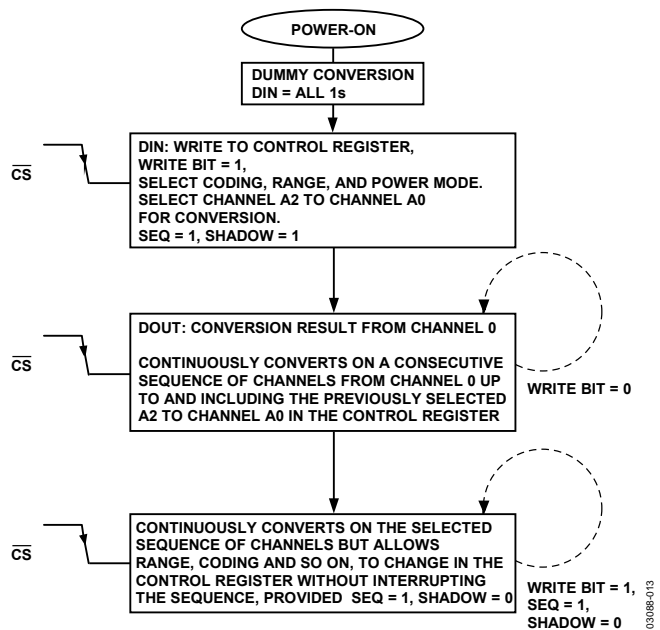 POWER-ON
DUMMY CONVERSION
DIN = ALL 1s
CS
DIN: WRITE TO CONTROL REGISTER,
WRITE BIT = 1,
SELECT CODING, RANGE, AND POWER MODE.
SELECT CHANNEL A2 TO CHANNEL A0
FOR CONVERSION.
SEQ = 1, SHADOW = 1
CS
DOUT: CONVERSION RESULT FROM CHANNEL 0
CONTINUOUSLY CONVERTS ON A CONSECUTIVE
SEQUENCE OF CHANNELS FROM CHANNEL 0 UP
TO AND INCLUDING THE PREVIOUSLY SELECTED
A2 TO CHANNEL A0 IN THE CONTROL REGISTER
WRITE BIT = 0
CS
CONTINUOUSLY CONVERTS ON THE SELECTED
SEQUENCE OF CHANNELS BUT ALLOWS
RANGE, CODING AND SO ON, TO CHANGE IN THE
CONTROL REGISTER WITHOUT INTERRUPTING
THE SEQUENCE, PROVIDED SEQ = 1, SHADOW = 0
WRITE BIT = 1,
SEQ = 1,
SHADOW = 0
03088-013